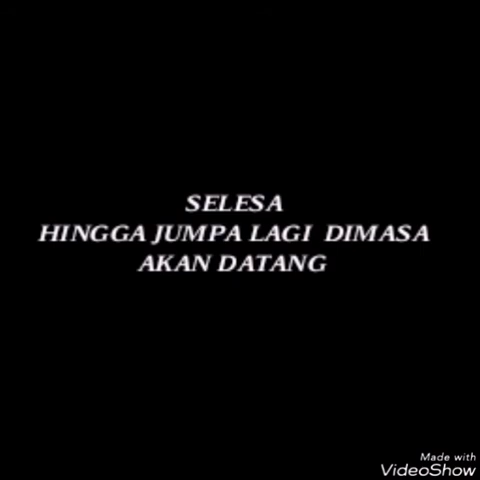 SELESA
HINGGA JUMPA LAGI DIMASA
AKAN DATANG
Made with
VideoShow